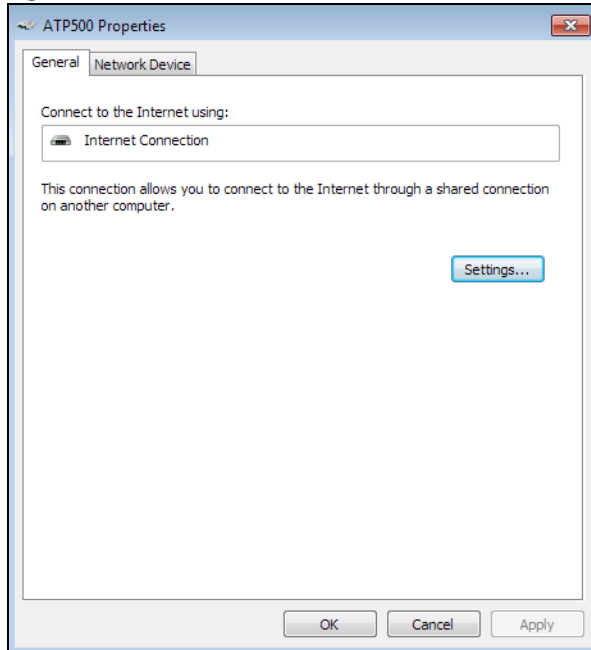 ATP500 Properties
General
Network Device
Connect to the Internet using:
Internet Connection
This connection allows you to connect to the Internet through a shared connection
on another computer.
Settings...
OK
Cancel
Apply